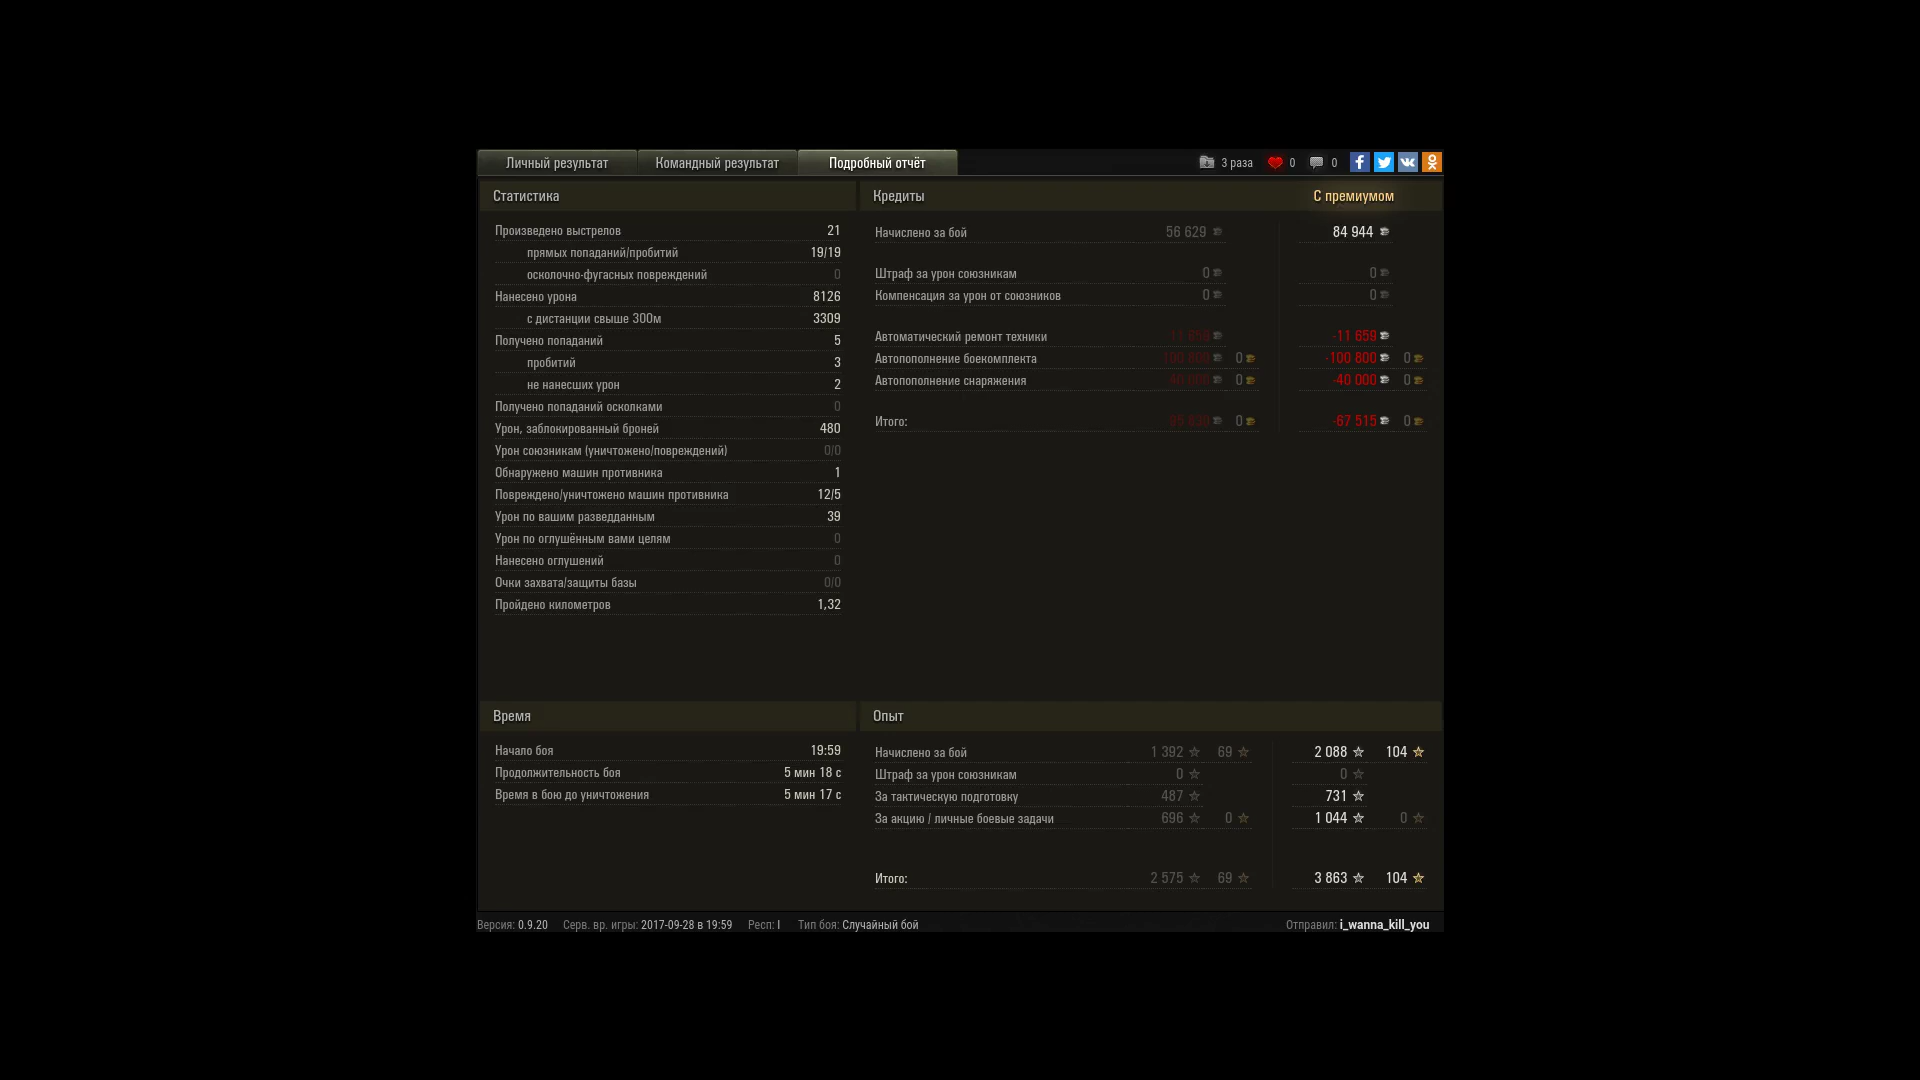 Личный результат Командный результат Подробный отчёт 3 раза 0 0
Статистика
Произведено выстрелов 21
прямых попаданий/пробитий 19/19
осколочно-фугасных повреждений 0
Нанесено урона 8126
с дистанции свыше 300м 3309
Получено попаданий 5
пробитий 3
не нанесших урон 2
Получено попаданий осколками 0
Урон, заблокированный броней 480
Урон союзникам (уничтожено/повреждений) 0/0
Обнаружено машин противника 1
Повреждено/уничтожено машин противника 12/5
Урон по вашим разведданным 39
Урон по оглушённым вами целям 0
Нанесено оглушений 0
Очки захвата/защиты базы 0/0
Пройдено километров 1,32
Кредиты С премиумом
Начислено за бой 56 629 84 944
Штраф за урон союзникам 0 0
Компенсация за урон от союзников 0 0
Автоматический ремонт техники -11 659
Автопополнение боекомплекта 0 -100 800 0
Автопополнение снаряжения 0 -40 000 0
Итого: 0 -67 515 0
Время
Начало боя 19:59
Продолжительность боя 5 мин 18 с
Время в бою до уничтожения 5 мин 17 с
Опыт
Начислено за бой 1 392 69 2 088 104
Штраф за урон союзникам 0 0
За тактическую подготовку 487 731
За акцию / личные боевые задачи 696 0 1 044 0
Итого: 2 575 69 3 863 104
Версия: 0.9.20 Серв. вр. игры: 2017-09-28 в 19:59 Респ: I Тип боя: Случайный бой Отправил: i_wanna_kill_you